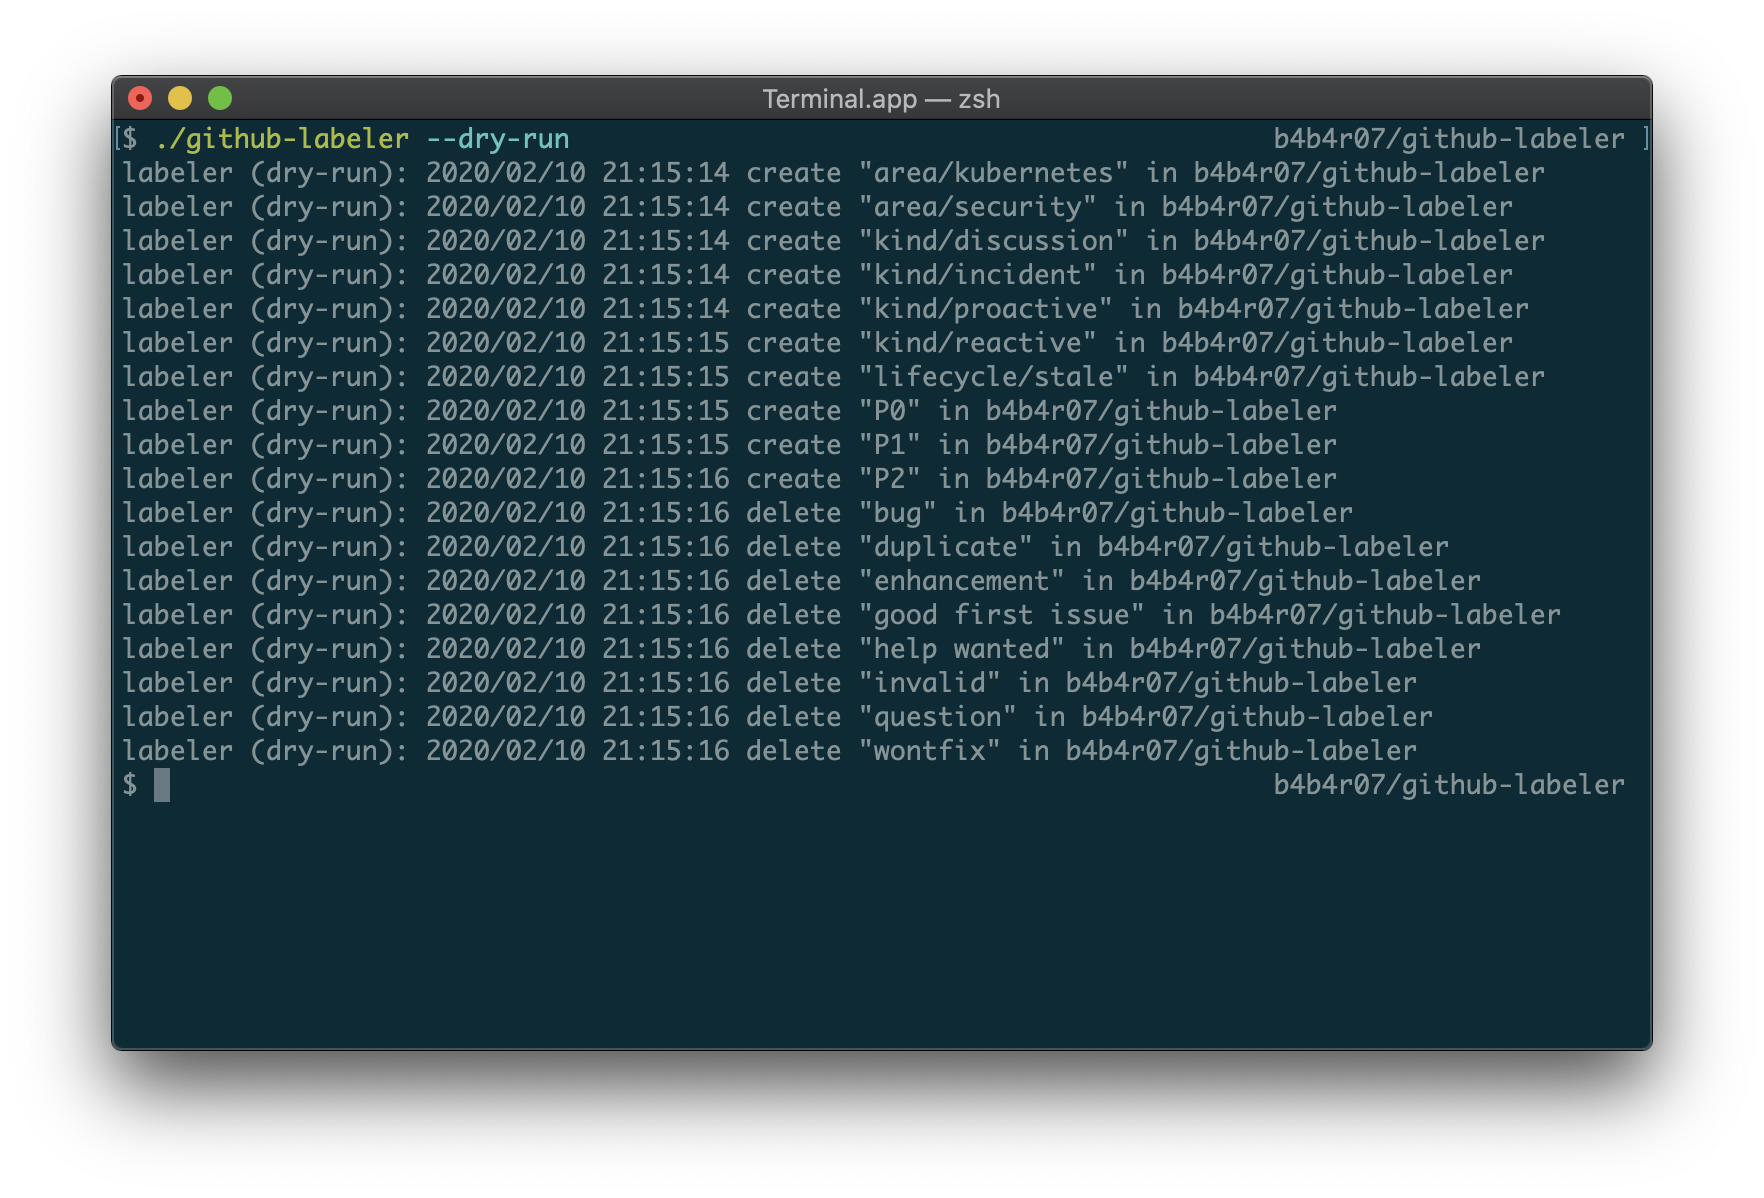 Terminal.app — zsh
[$ ./github-labeler --dry-run b4b4r07/github-labeler ]
labeler (dry-run): 2020/02/10 21:15:14 create "area/kubernetes" in b4b4r07/github-labeler
labeler (dry-run): 2020/02/10 21:15:14 create "area/security" in b4b4r07/github-labeler
labeler (dry-run): 2020/02/10 21:15:14 create "kind/discussion" in b4b4r07/github-labeler
labeler (dry-run): 2020/02/10 21:15:14 create "kind/incident" in b4b4r07/github-labeler
labeler (dry-run): 2020/02/10 21:15:14 create "kind/proactive" in b4b4r07/github-labeler
labeler (dry-run): 2020/02/10 21:15:15 create "kind/reactive" in b4b4r07/github-labeler
labeler (dry-run): 2020/02/10 21:15:15 create "lifecycle/stale" in b4b4r07/github-labeler
labeler (dry-run): 2020/02/10 21:15:15 create "P0" in b4b4r07/github-labeler
labeler (dry-run): 2020/02/10 21:15:15 create "P1" in b4b4r07/github-labeler
labeler (dry-run): 2020/02/10 21:15:16 create "P2" in b4b4r07/github-labeler
labeler (dry-run): 2020/02/10 21:15:16 delete "bug" in b4b4r07/github-labeler
labeler (dry-run): 2020/02/10 21:15:16 delete "duplicate" in b4b4r07/github-labeler
labeler (dry-run): 2020/02/10 21:15:16 delete "enhancement" in b4b4r07/github-labeler
labeler (dry-run): 2020/02/10 21:15:16 delete "good first issue" in b4b4r07/github-labeler
labeler (dry-run): 2020/02/10 21:15:16 delete "help wanted" in b4b4r07/github-labeler
labeler (dry-run): 2020/02/10 21:15:16 delete "invalid" in b4b4r07/github-labeler
labeler (dry-run): 2020/02/10 21:15:16 delete "question" in b4b4r07/github-labeler
labeler (dry-run): 2020/02/10 21:15:16 delete "wontfix" in b4b4r07/github-labeler
$ b4b4r07/github-labeler